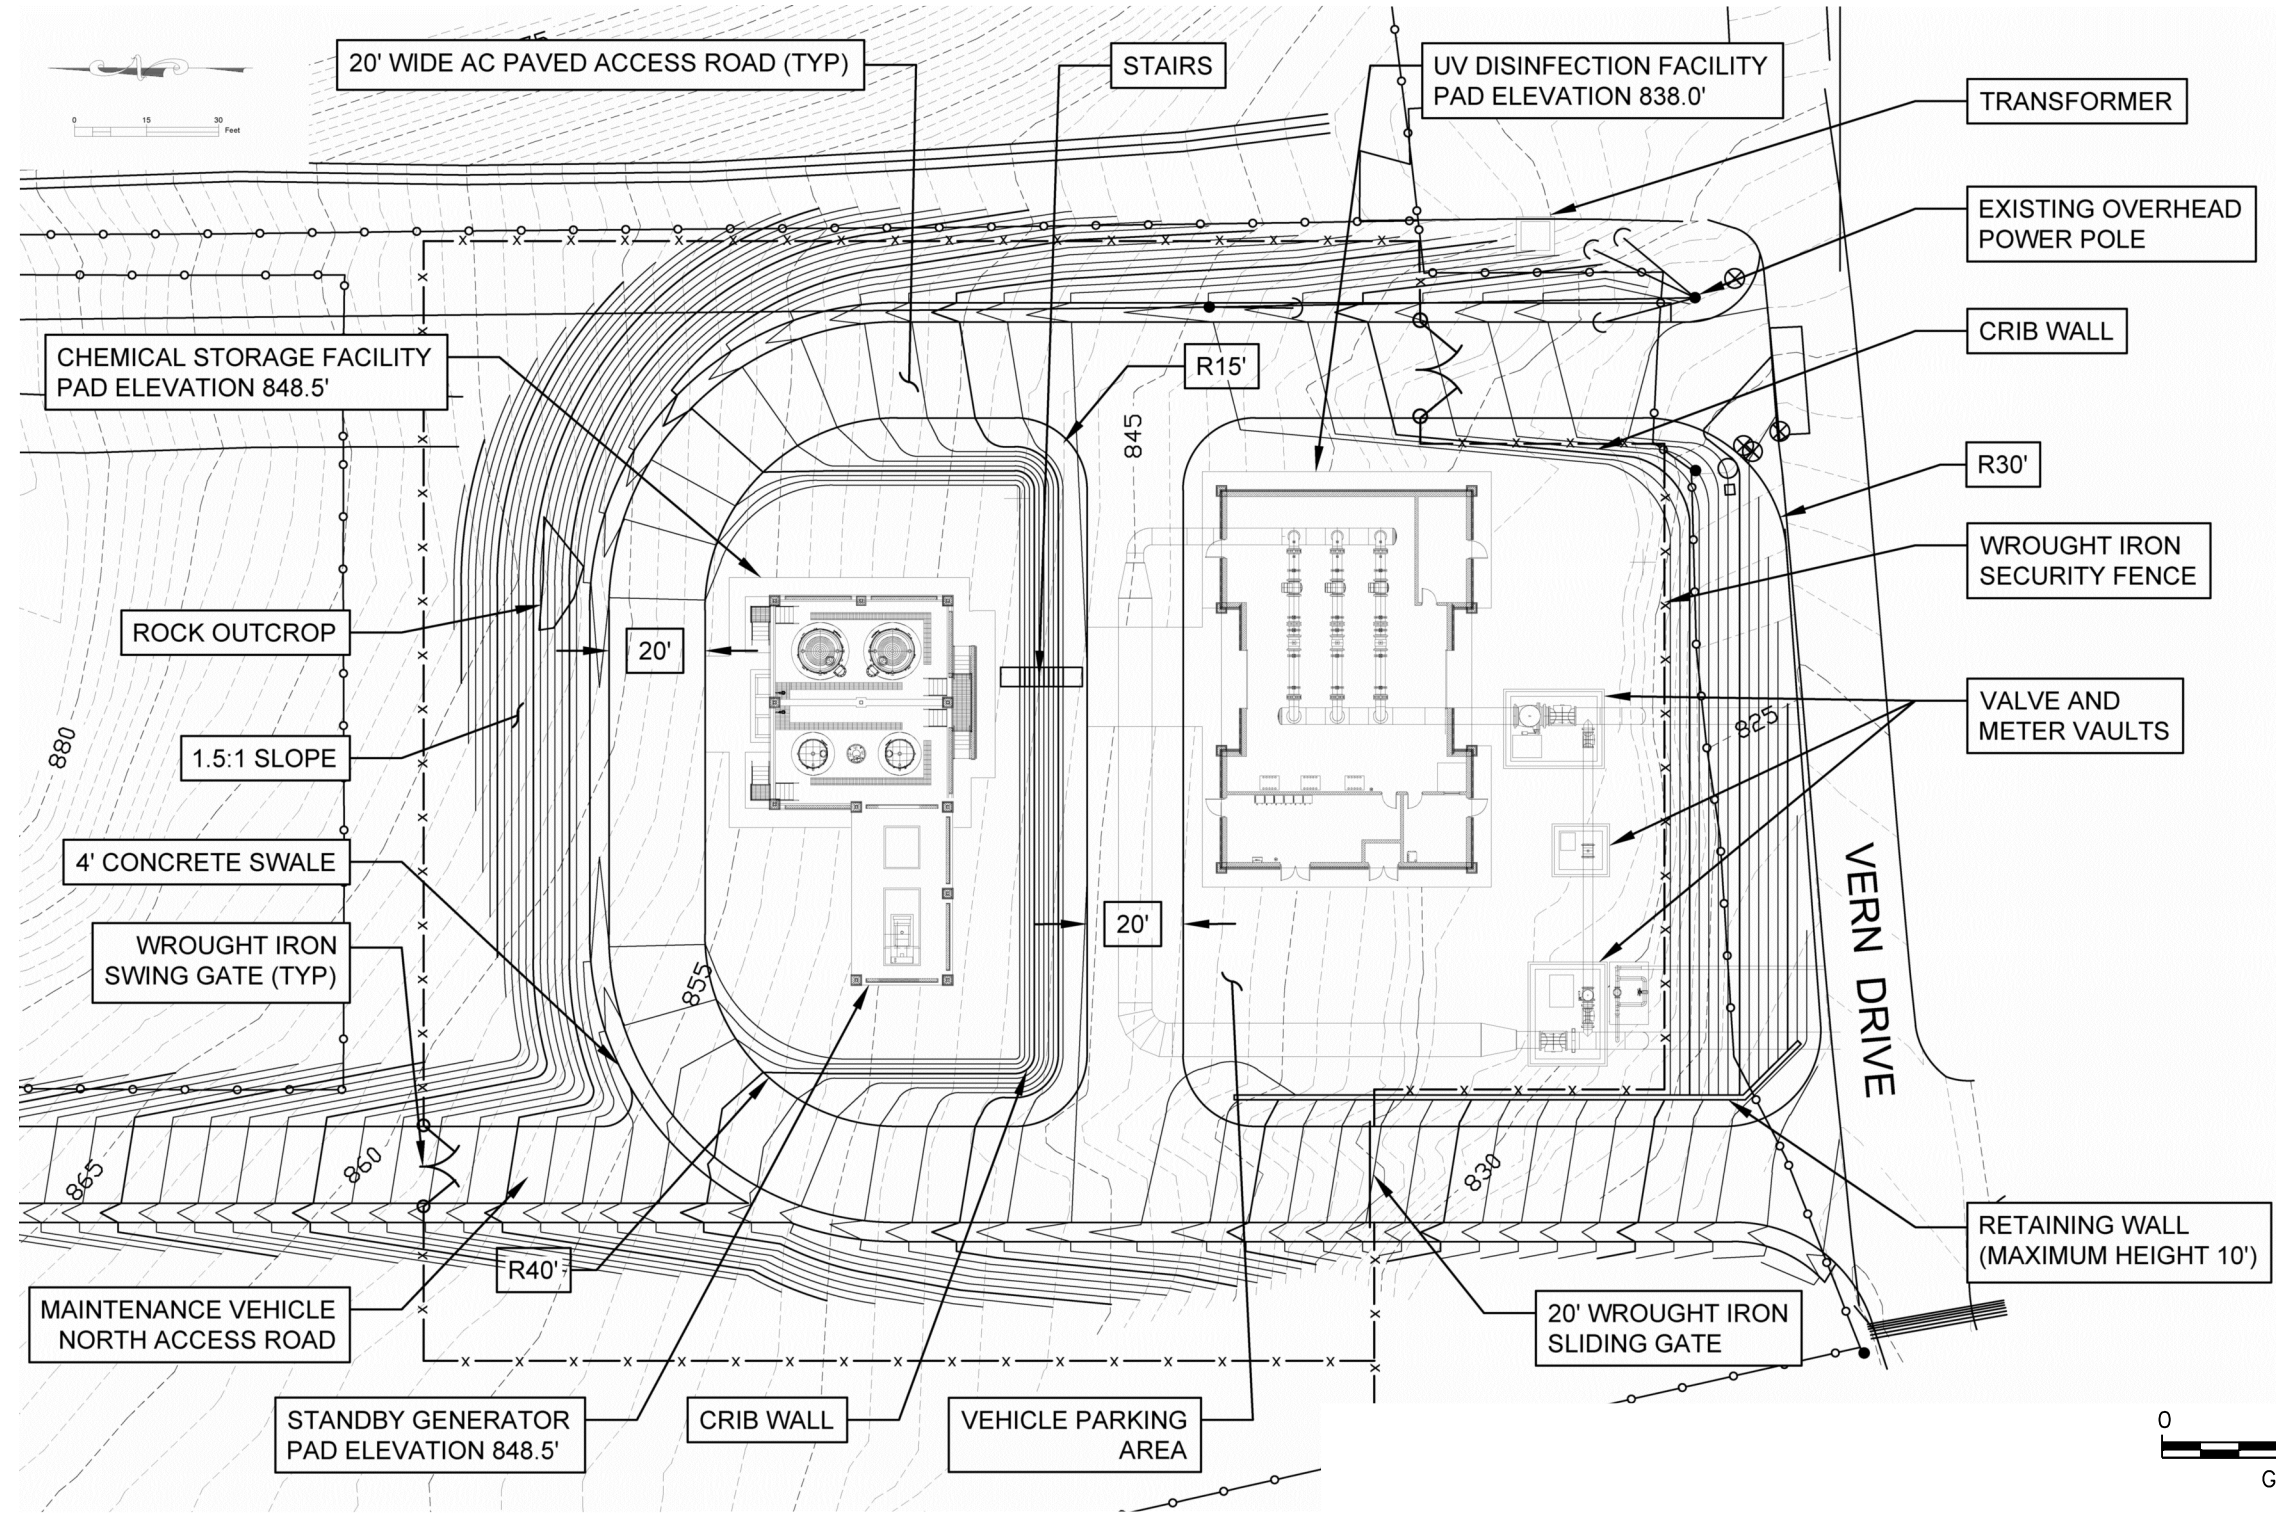 20' WIDE AC PAVED ACCESS ROAD (TYP)
STAIRS
UV DISINFECTION FACILITY
PAD ELEVATION 838.0'
TRANSFORMER
0 15 30
Feet
EXISTING OVERHEAD
POWER POLE
CRIB WALL
CHEMICAL STORAGE FACILITY
PAD ELEVATION 848.5'
R15'
845
R30'
WROUGHT IRON
SECURITY FENCE
ROCK OUTCROP
20'
VALVE AND
METER VAULTS
825
880
1.5:1 SLOPE
4' CONCRETE SWALE
VERN DRIVE
20'
WROUGHT IRON
SWING GATE (TYP)
855
865
860
830
RETAINING WALL
(MAXIMUM HEIGHT 10')
R40'
MAINTENANCE VEHICLE
NORTH ACCESS ROAD
20' WROUGHT IRON
SLIDING GATE
STANDBY GENERATOR
PAD ELEVATION 848.5'
CRIB WALL
VEHICLE PARKING
AREA
0
G